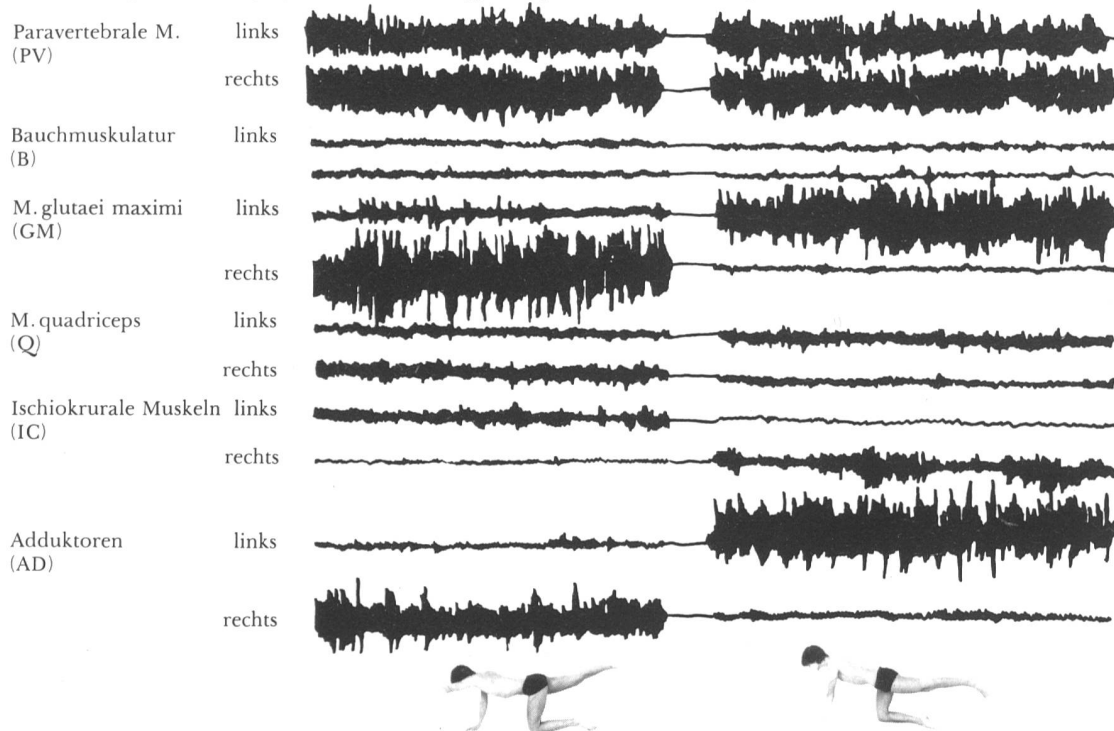 Paravertebrale M. links
(PV)
rechts
Bauchmuskulatur links
(B)
M. glutaei maximi links
(GM)
rechts
M. quadriceps links
(Q)
rechts
Ischiokrurale Muskeln links
(IC)
rechts
Adduktoren links
(AD)
rechts